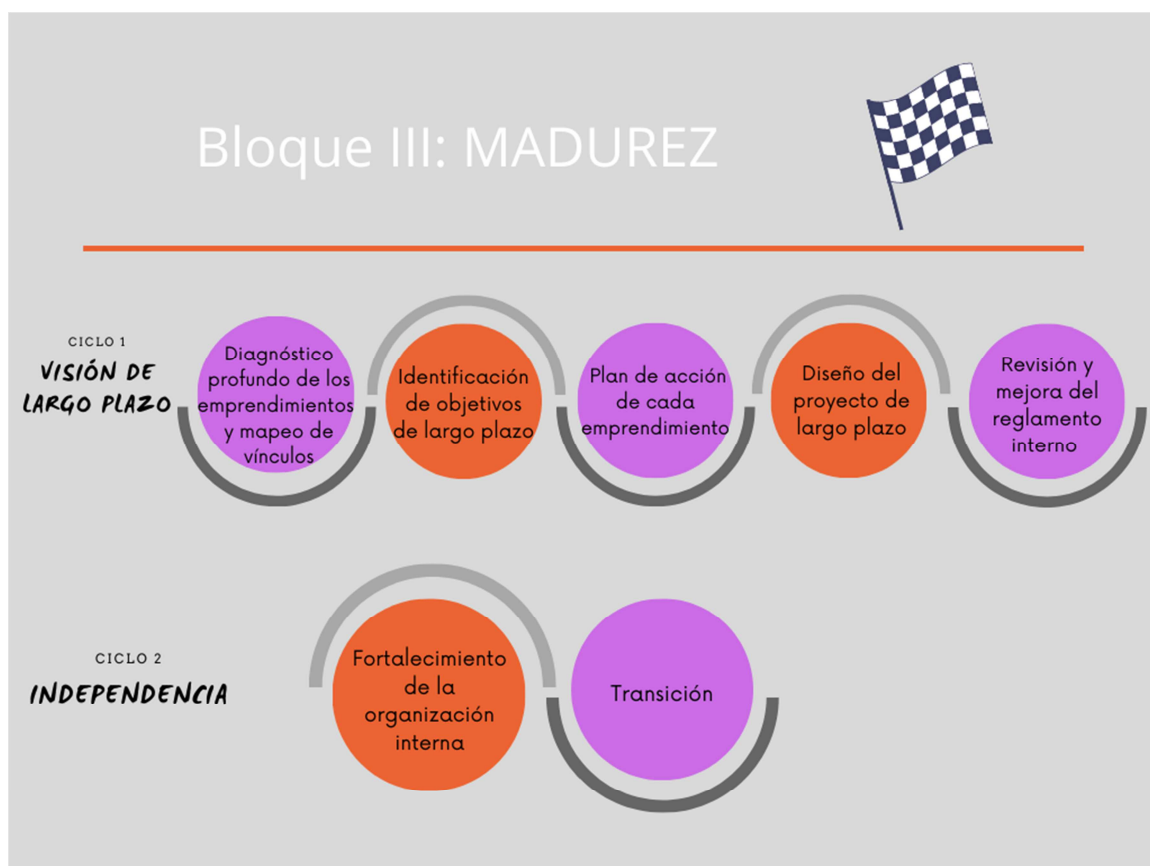 Bloque III: MADUREZ
CICLO 1
VISIÓN DE
LARGO PLAZO
Diagnóstico
profundo de los
emprendimientos
y mapeo de
vínculos
Identificación
de objetivos
de largo plazo
Plan de acción
de cada
emprendimiento
Diseño del
proyecto de
largo plazo
Revisión y
mejora del
reglamento
interno
CICLO 2
INDEPENDENCIA
Fortalecimiento
de la
organización
interna
Transición